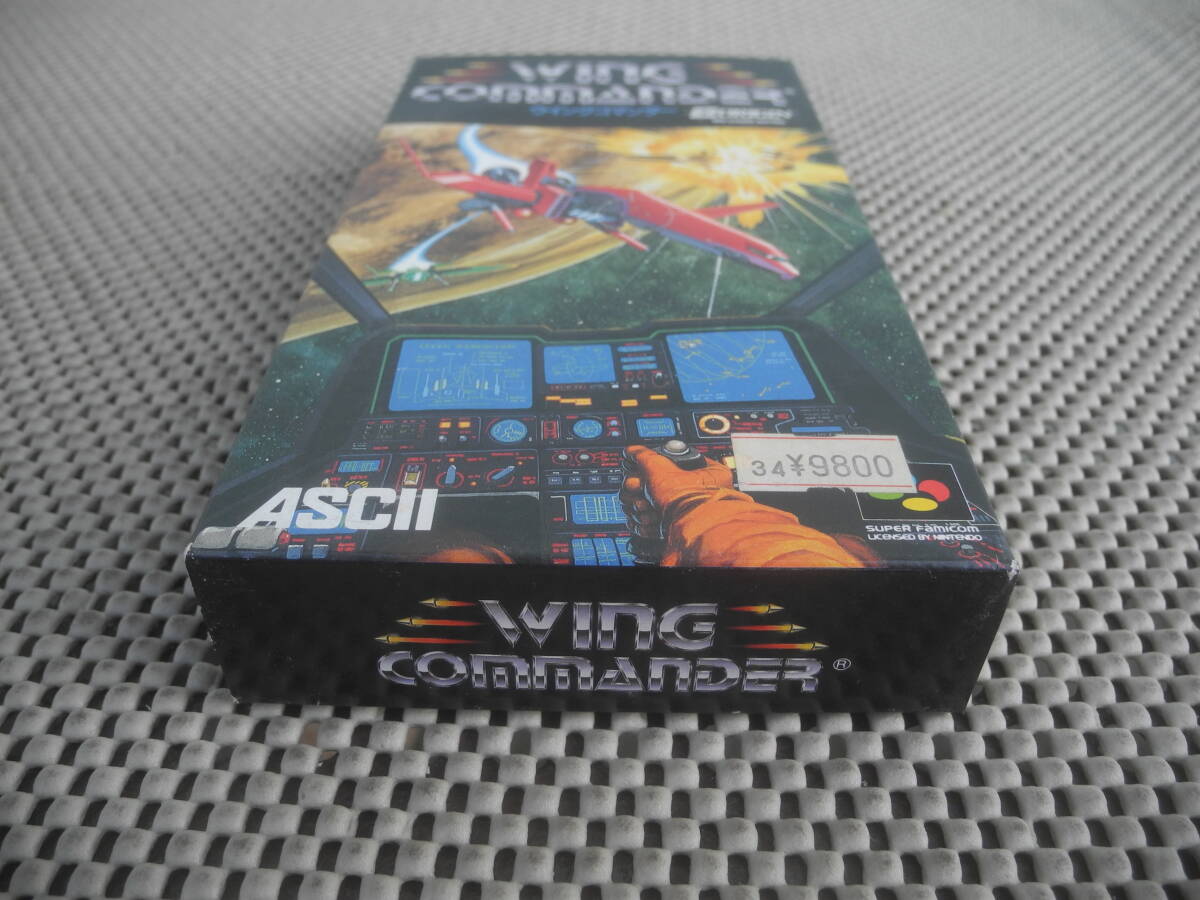 WING
COMMANDER®
ウイングコマンダー
ORIGIN
ASCII
34¥9800
SUPER Famicom
LICENSED BY NINTENDO
WING
COMMANDER®